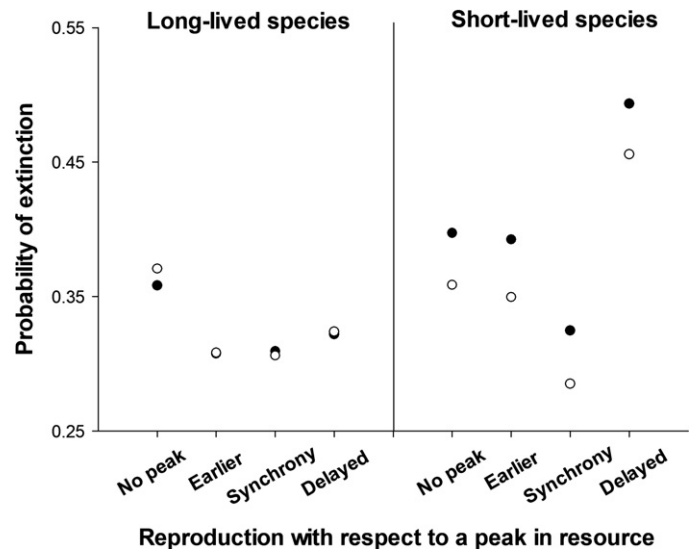 Long-lived species
Short-lived species
Probability of extinction
0.55
0.45
0.35
0.25
No peak
Earlier
Synchrony
Delayed
No peak
Earlier
Synchrony
Delayed
Reproduction with respect to a peak in resource